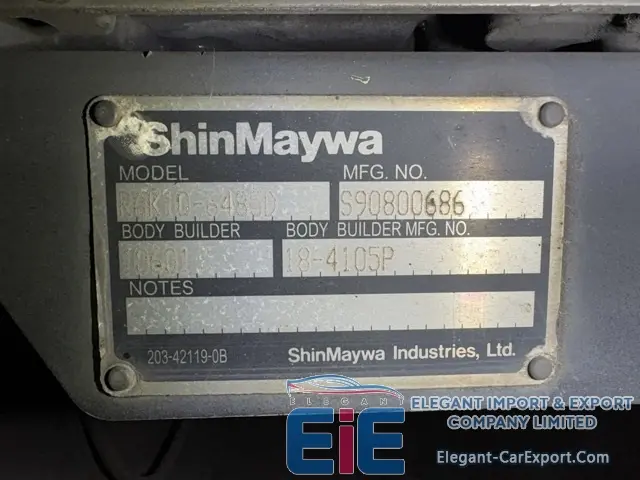 ShinMaywa
MODEL MFG. NO.
S90800686
BODY BUILDER BODY BUILDER MFG. NO.
18-4105P
NOTES
203-42119-0B ShinMaywa Industries, Ltd.
ELEGANT
EiE
ELEGANT IMPORT & EXPORT
COMPANY LIMITED
Elegant-CarExport.Com